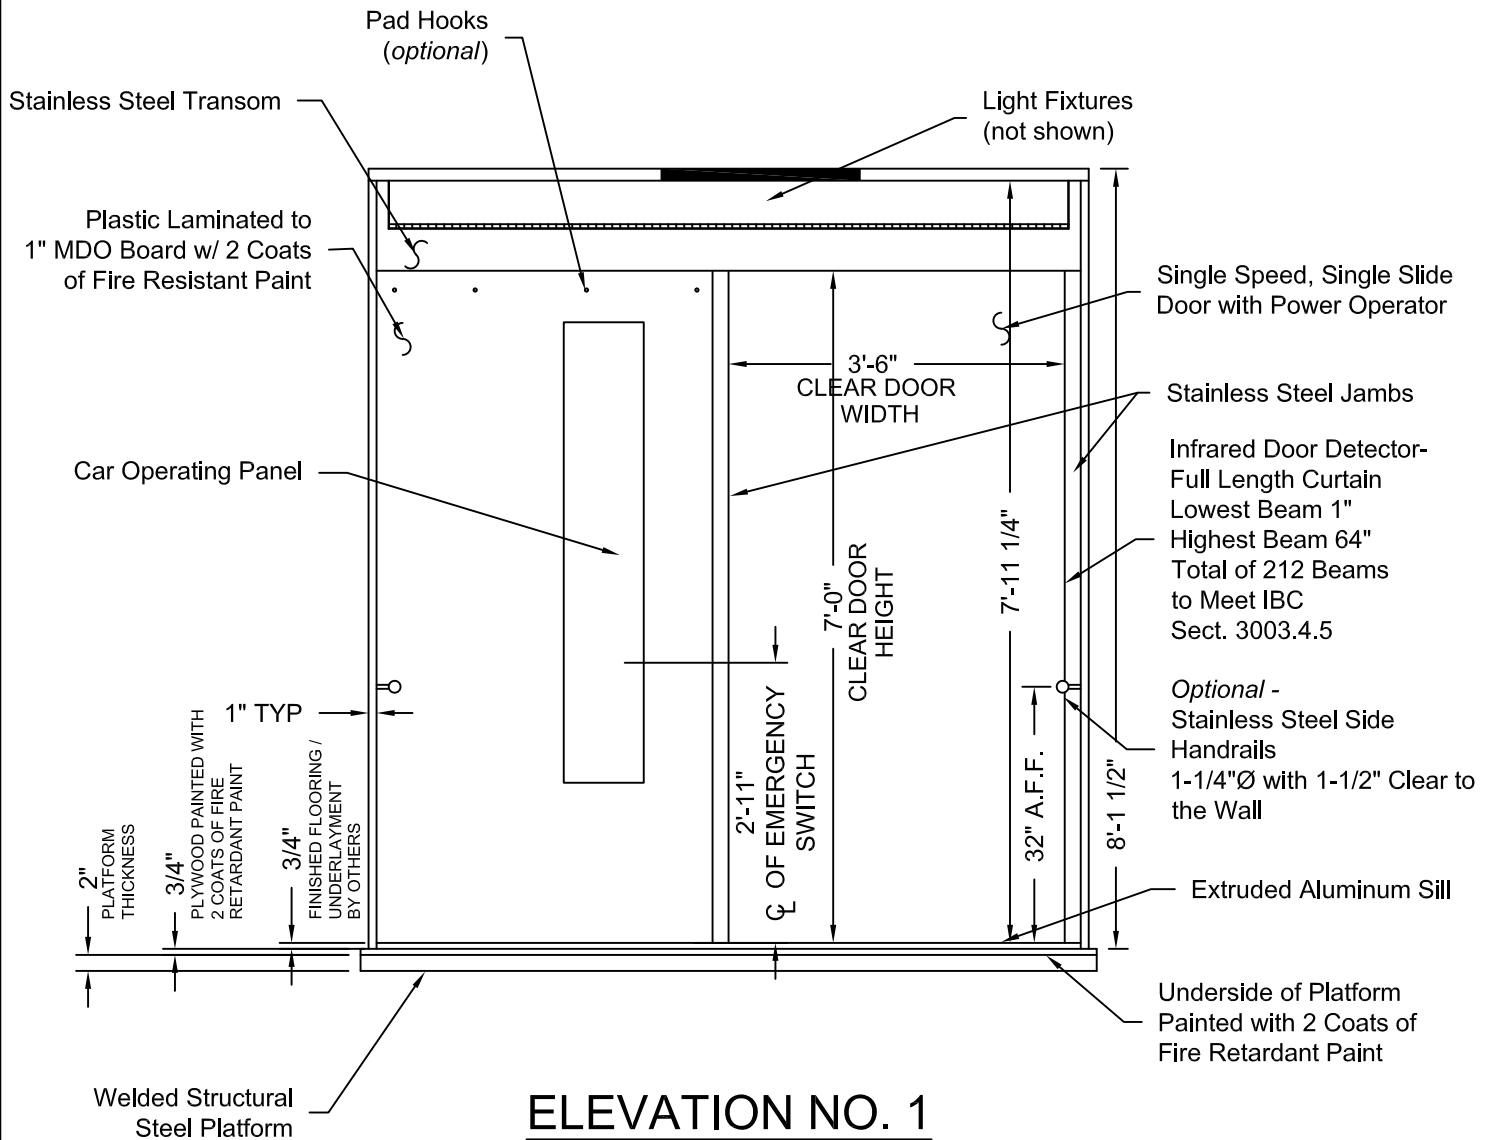 Pad Hooks
(optional)
Stainless Steel Transom
Light Fixtures
(not shown)
Plastic Laminated to
1" MDO Board w/ 2 Coats
of Fire Resistant Paint
Single Speed, Single Slide
Door with Power Operator
3'-6"
CLEAR DOOR
WIDTH
Stainless Steel Jambs
Car Operating Panel
Infrared Door Detector-
Full Length Curtain
Lowest Beam 1"
Highest Beam 64"
Total of 212 Beams
to Meet IBC
Sect. 3003.4.5
7'-11 1/4"
7'-0"
CLEAR DOOR
HEIGHT
Optional -
Stainless Steel Side
Handrails
1-1/4"Ø with 1-1/2" Clear to
the Wall
1" TYP
2'-11"
℄ OF EMERGENCY
SWITCH
32" A.F.F.
8'-1 1/2"
2"
PLATFORM
THICKNESS
3/4"
PLYWOOD PAINTED WITH
2 COATS OF FIRE
RETARDANT PAINT
3/4"
FINISHED FLOORING /
UNDERLAYMENT
BY OTHERS
Extruded Aluminum Sill
Underside of Platform
Painted with 2 Coats of
Fire Retardant Paint
Welded Structural
Steel Platform
ELEVATION NO. 1